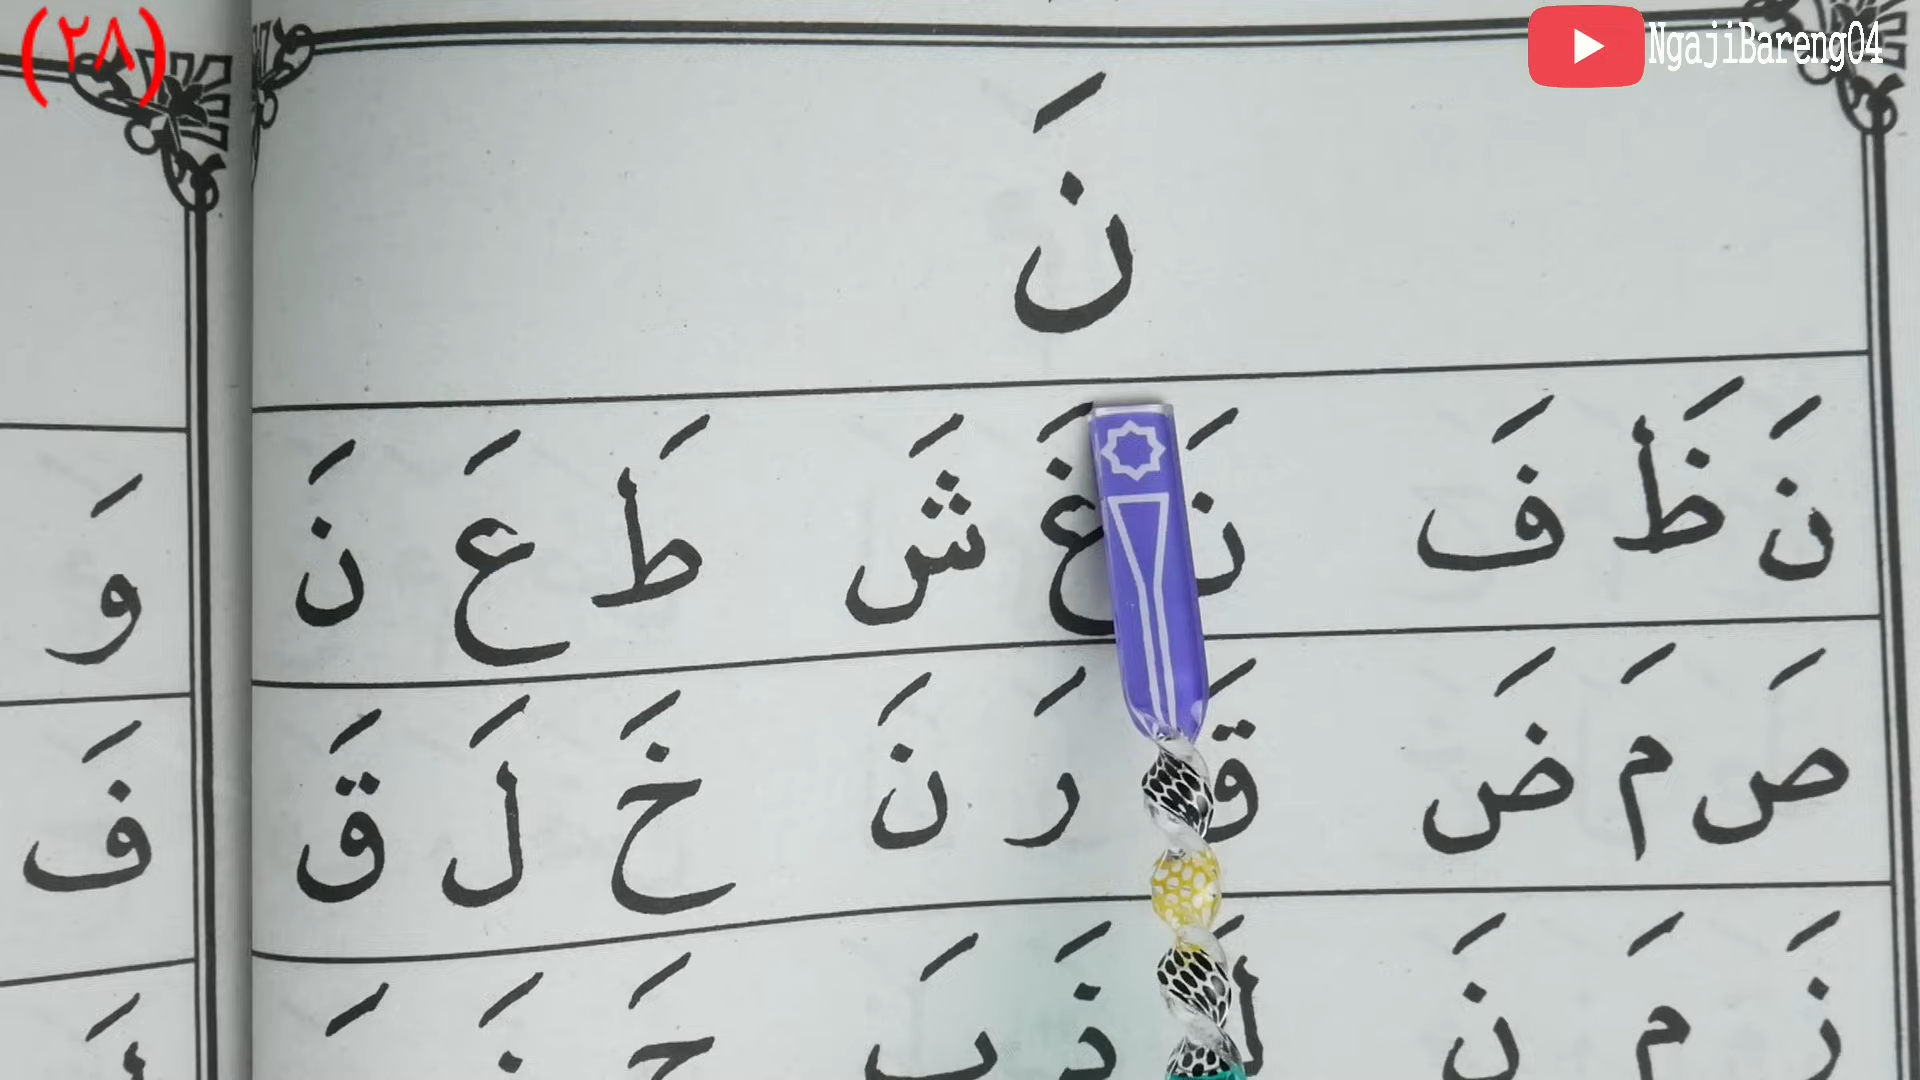 (٢٨)
NgajiBareng04
نَ
نَ ظَ فَ نَ غَ شَ طَ عَ نَ
صَ مَ ضَ قَ رَ نَ خَ لَ قَ
زَ مَ نَ ذَ بَ
وَ
فَ